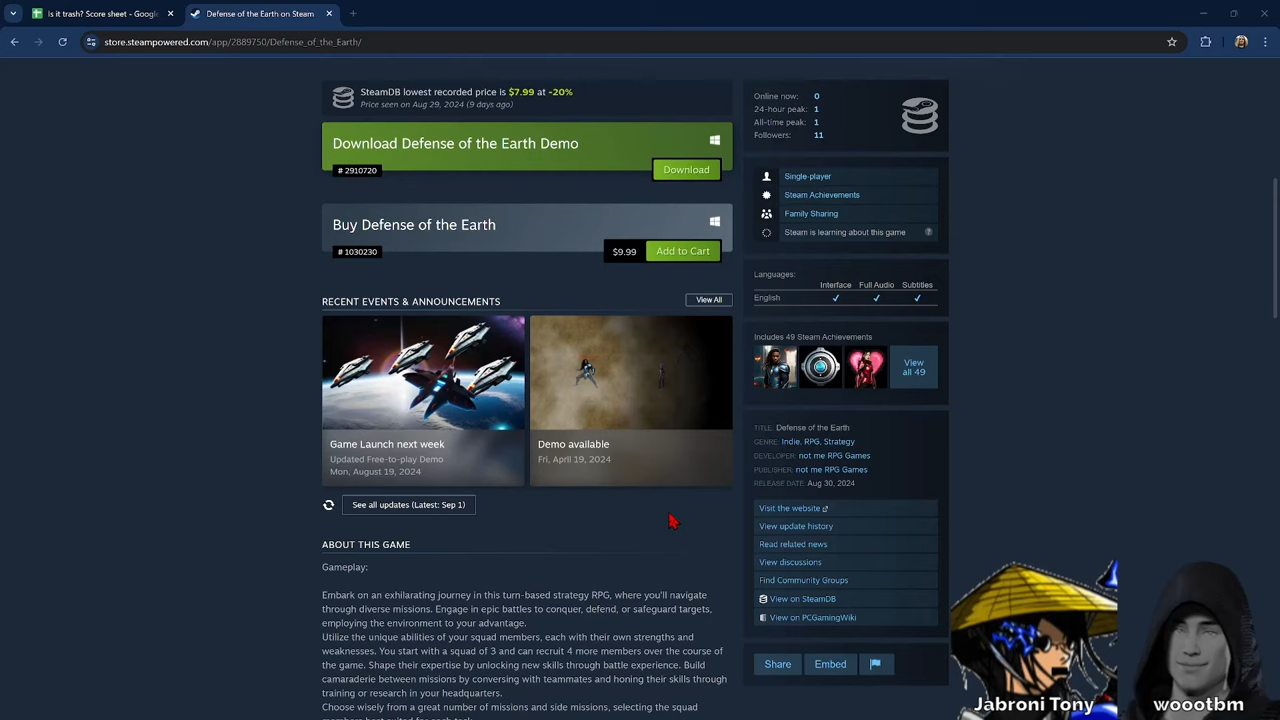 Is it trash? Score sheet - Google
Defense of the Earth on Steam
store.steampowered.com/app/2889750/Defense_of_the_Earth/
SteamDB lowest recorded price is $7.99 at -20%
Price seen on Aug 29, 2024 (9 days ago)
Download Defense of the Earth Demo
# 2910720
Download
Buy Defense of the Earth
# 1030230
$9.99
Add to Cart
RECENT EVENTS & ANNOUNCEMENTS
View All
Game Launch next week
Updated Free-to-play Demo
Mon, August 19, 2024
Demo available
Fri, April 19, 2024
See all updates (Latest: Sep 1)
ABOUT THIS GAME
Gameplay:
Embark on an exhilarating journey in this turn-based strategy RPG, where you'll navigate
through diverse missions. Engage in epic battles to conquer, defend, or safeguard targets,
employing the environment to your advantage.
Utilize the unique abilities of your squad members, each with their own strengths and
weaknesses. You start with a squad of 3 and can recruit 4 more members over the course of
the game. Shape their expertise by unlocking new skills through battle experience. Build
camaraderie between missions by conversing with teammates and honing their skills through
training or research in your headquarters.
Choose wisely from a great number of missions and side missions, selecting the squad
members best suited for each task.
Online now: 0
24-hour peak: 1
All-time peak: 1
Followers: 11
Single-player
Steam Achievements
Family Sharing
Steam is learning about this game ?
Languages:
Interface Full Audio Subtitles
English ✓ ✓ ✓
Includes 49 Steam Achievements
View
all 49
TITLE: Defense of the Earth
GENRE: Indie, RPG, Strategy
DEVELOPER: not me RPG Games
PUBLISHER: not me RPG Games
RELEASE DATE: Aug 30, 2024
Visit the website
View update history
Read related news
View discussions
Find Community Groups
View on SteamDB
View on PCGamingWiki
Share
Embed
Jabroni Tony
woootbm